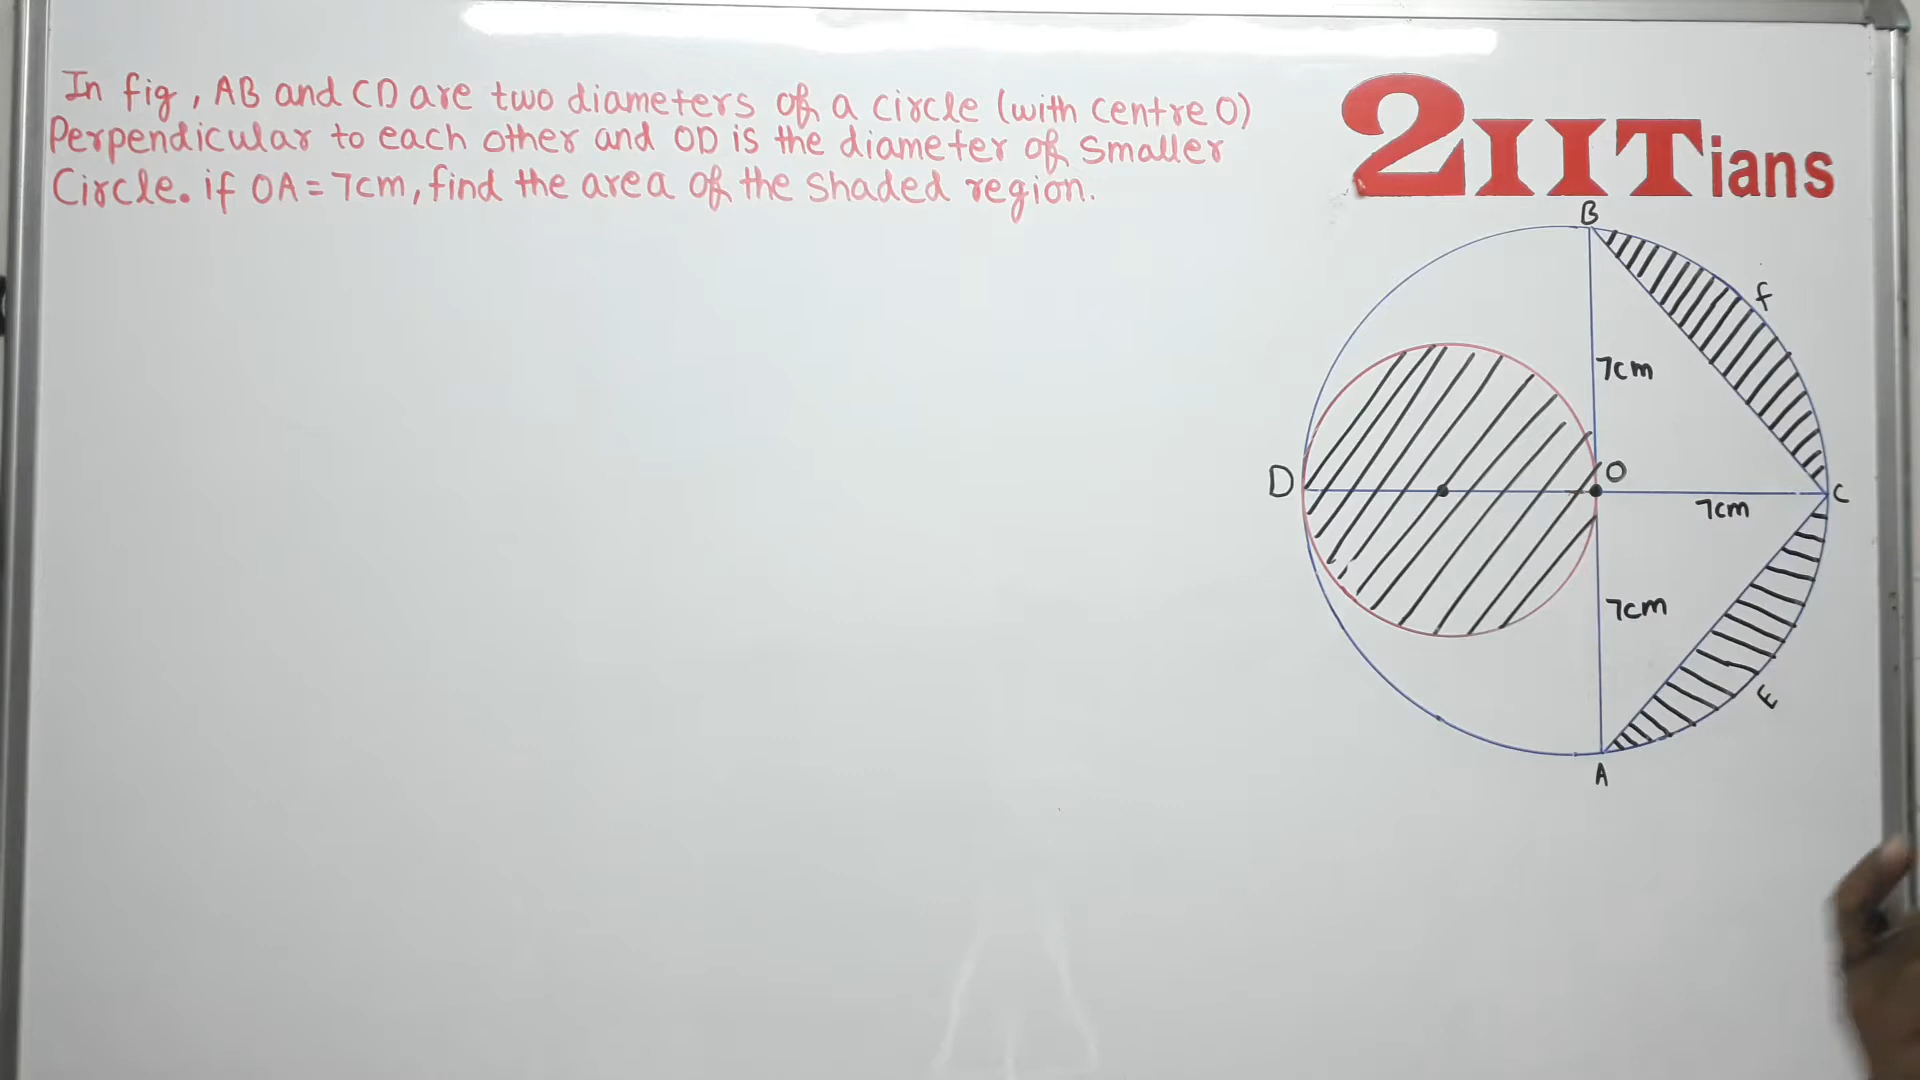 In fig, AB and CD are two diameters of a circle (with centre O)
Perpendicular to each other and OD is the diameter of smaller
Circle. if OA = 7cm, find the area of the shaded region.
2IITians
B
f
7cm
D
O
C
7cm
7cm
E
A